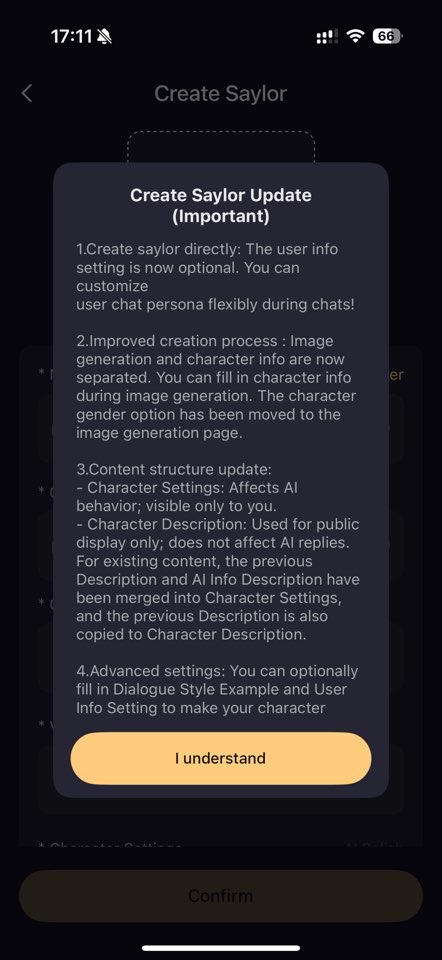 17:11
66
Create Saylor
Create Saylor Update
(Important)
1.Create saylor directly: The user info
setting is now optional. You can
customize
user chat persona flexibly during chats!
2.Improved creation process : Image
generation and character info are now
separated. You can fill in character info
during image generation. The character
gender option has been moved to the
image generation page.
3.Content structure update:
- Character Settings: Affects AI
behavior; visible only to you.
- Character Description: Used for public
display only; does not affect AI replies.
For existing content, the previous
Description and AI Info Description have
been merged into Character Settings,
and the previous Description is also
copied to Character Description.
4.Advanced settings: You can optionally
fill in Dialogue Style Example and User
Info Setting to make your character
I understand
* Character Settings
Confirm